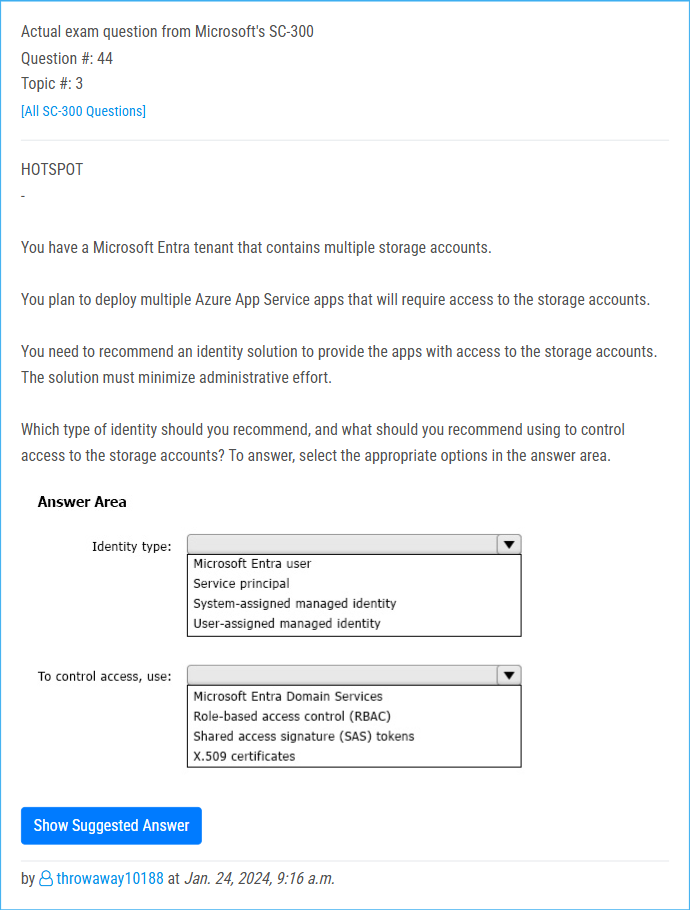 Actual exam question from Microsoft's SC-300
Question #: 44
Topic #: 3
[All SC-300 Questions]
HOTSPOT
-
You have a Microsoft Entra tenant that contains multiple storage accounts.
You plan to deploy multiple Azure App Service apps that will require access to the storage accounts.
You need to recommend an identity solution to provide the apps with access to the storage accounts.
The solution must minimize administrative effort.
Which type of identity should you recommend, and what should you recommend using to control
access to the storage accounts? To answer, select the appropriate options in the answer area.
Answer Area
Identity type:
Microsoft Entra user
Service principal
System-assigned managed identity
User-assigned managed identity
To control access, use:
Microsoft Entra Domain Services
Role-based access control (RBAC)
Shared access signature (SAS) tokens
X.509 certificates
Show Suggested Answer
by throwaway10188 at Jan. 24, 2024, 9:16 a.m.